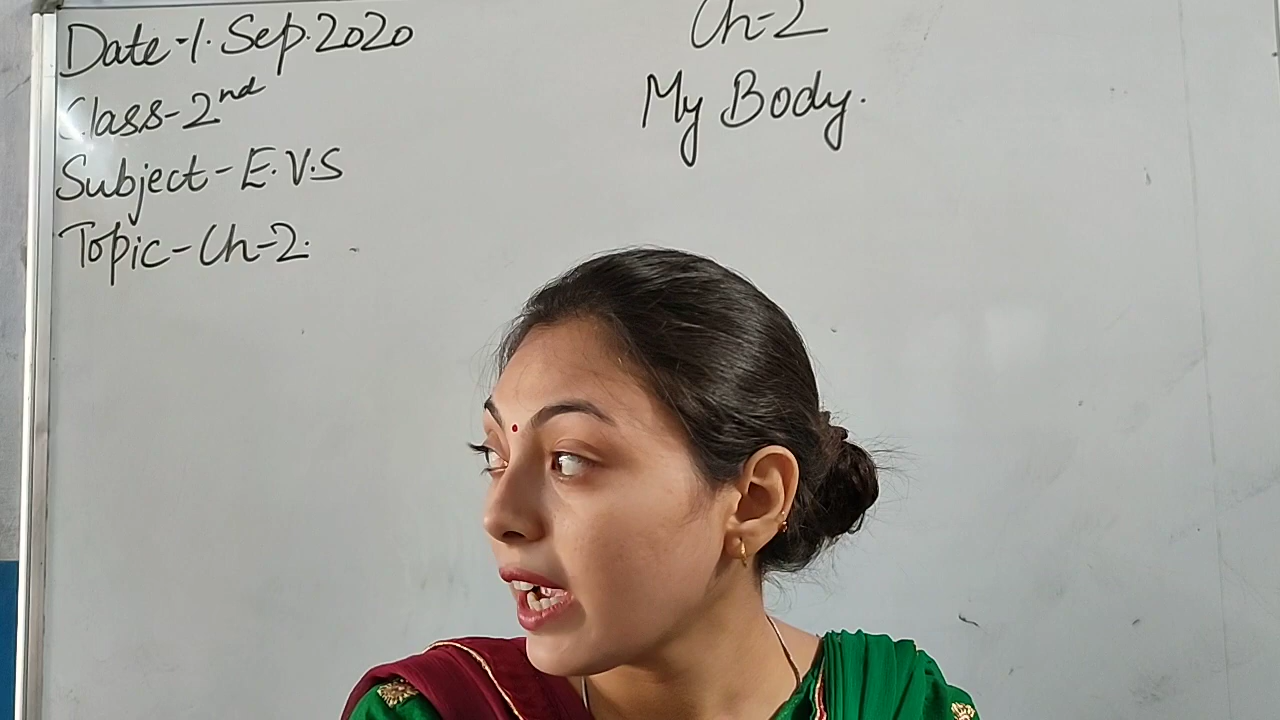 Date-1.Sep.2020
Class-2nd
Subject-E.V.S
Topic-Ch-2.
Ch-2
My Body.